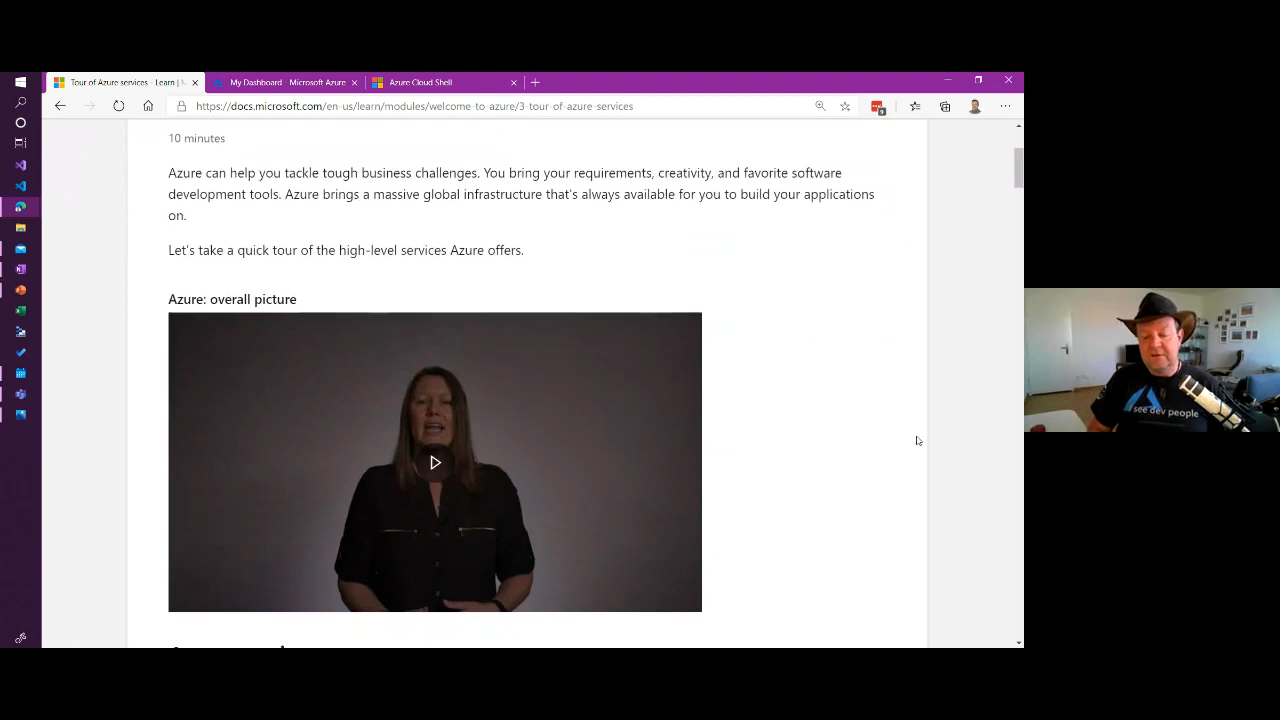 Tour of Azure services - Learn | M
My Dashboard - Microsoft Azure
Azure Cloud Shell
https://docs.microsoft.com/en-us/learn/modules/welcome-to-azure/3-tour-of-azure-services
10 minutes
Azure can help you tackle tough business challenges. You bring your requirements, creativity, and favorite software
development tools. Azure brings a massive global infrastructure that's always available for you to build your applications
on.
Let's take a quick tour of the high-level services Azure offers.
Azure: overall picture
see dev people